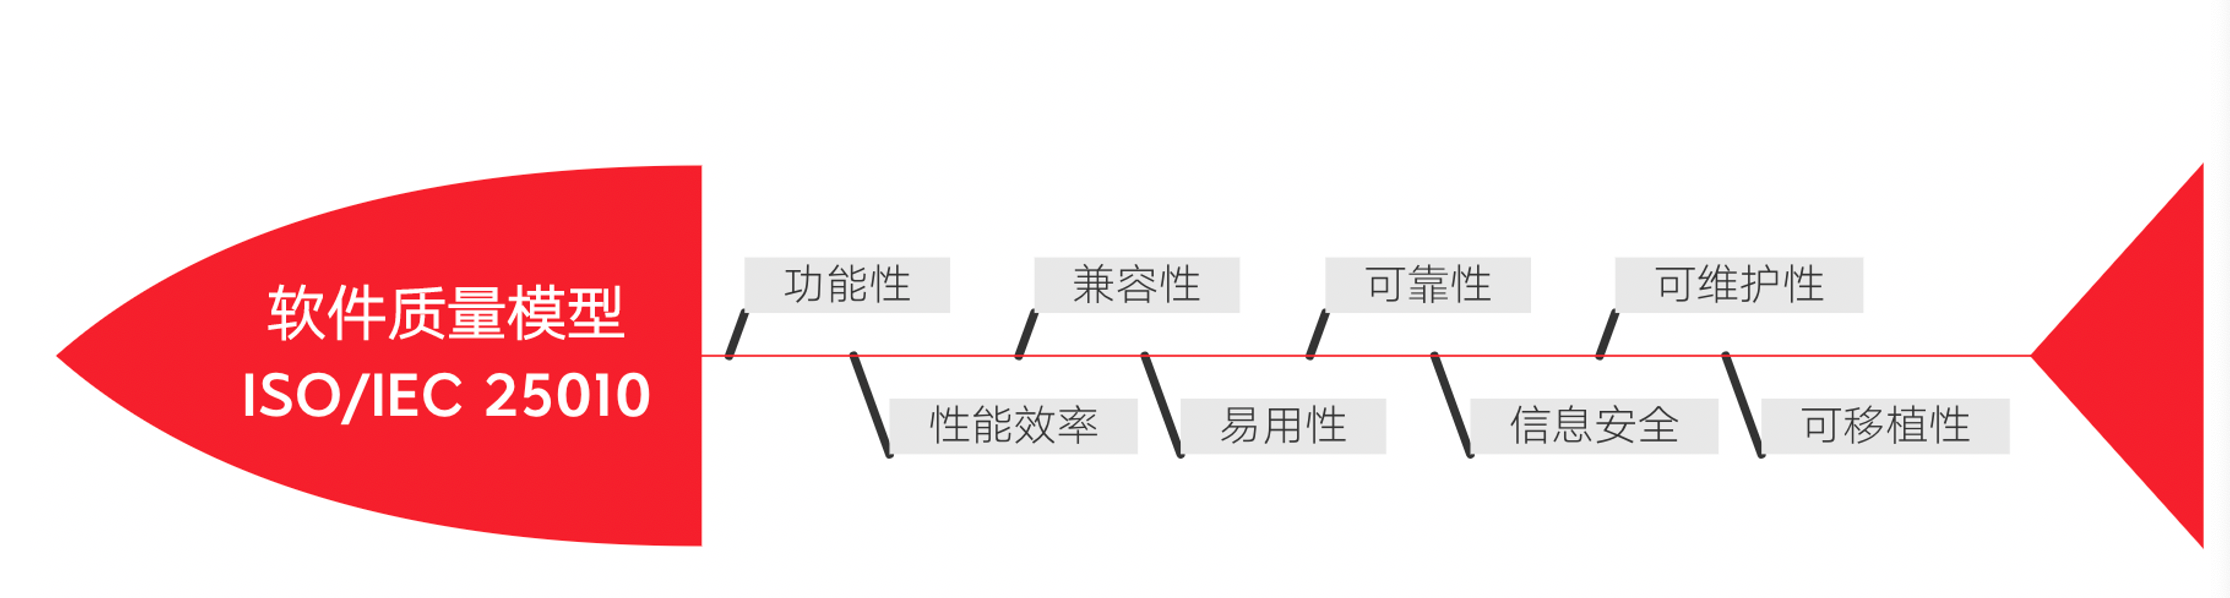 软件质量模型
ISO/IEC 25010
功能性
兼容性
可靠性
可维护性
性能效率
易用性
信息安全
可移植性